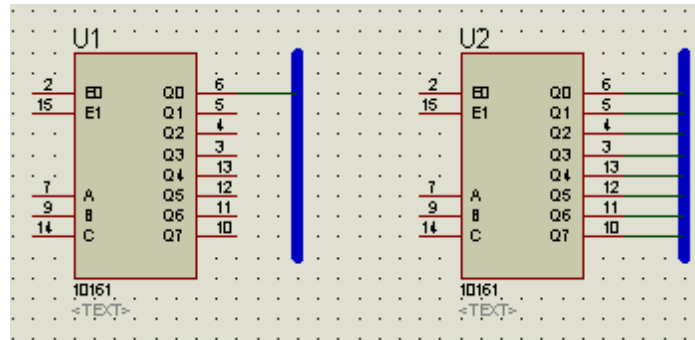 U1
2 E0 Q0 6
15 E1 Q1 5
Q2 4
Q3 3
Q4 13
7 A Q5 12
9 B Q6 11
14 C Q7 10
10161
<TEXT>
U2
2 E0 Q0 6
15 E1 Q1 5
Q2 4
Q3 3
Q4 13
7 A Q5 12
9 B Q6 11
14 C Q7 10
10161
<TEXT>